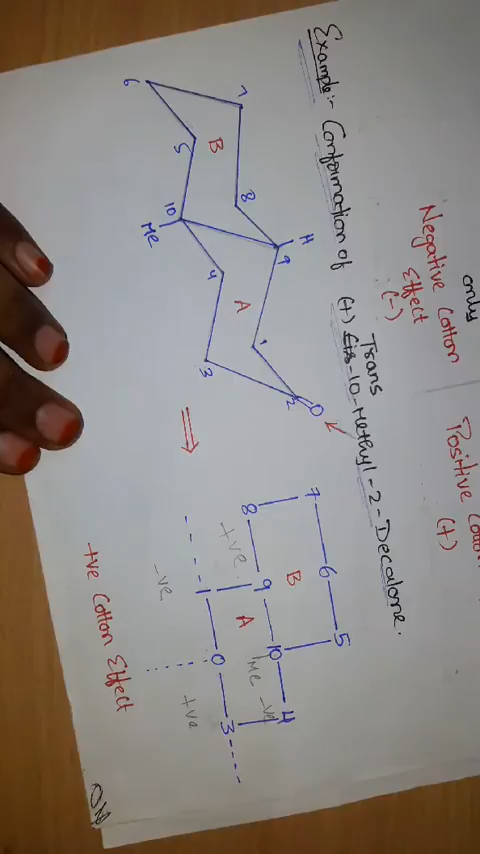 only
Negative Cotton
Effect
(-)
Positive
(+)
Example:- Conformation of (+) Cis-10-Methyl-2-Decalone.
Trans
6
7
5
B
8
10
Me
H
9
4
A
1
3
2
O
⇒
8
7
+ve
B
6
9
1
A
10
5
-ve
O
Me
-ve
4
+ve
3
+ve Cotton Effect